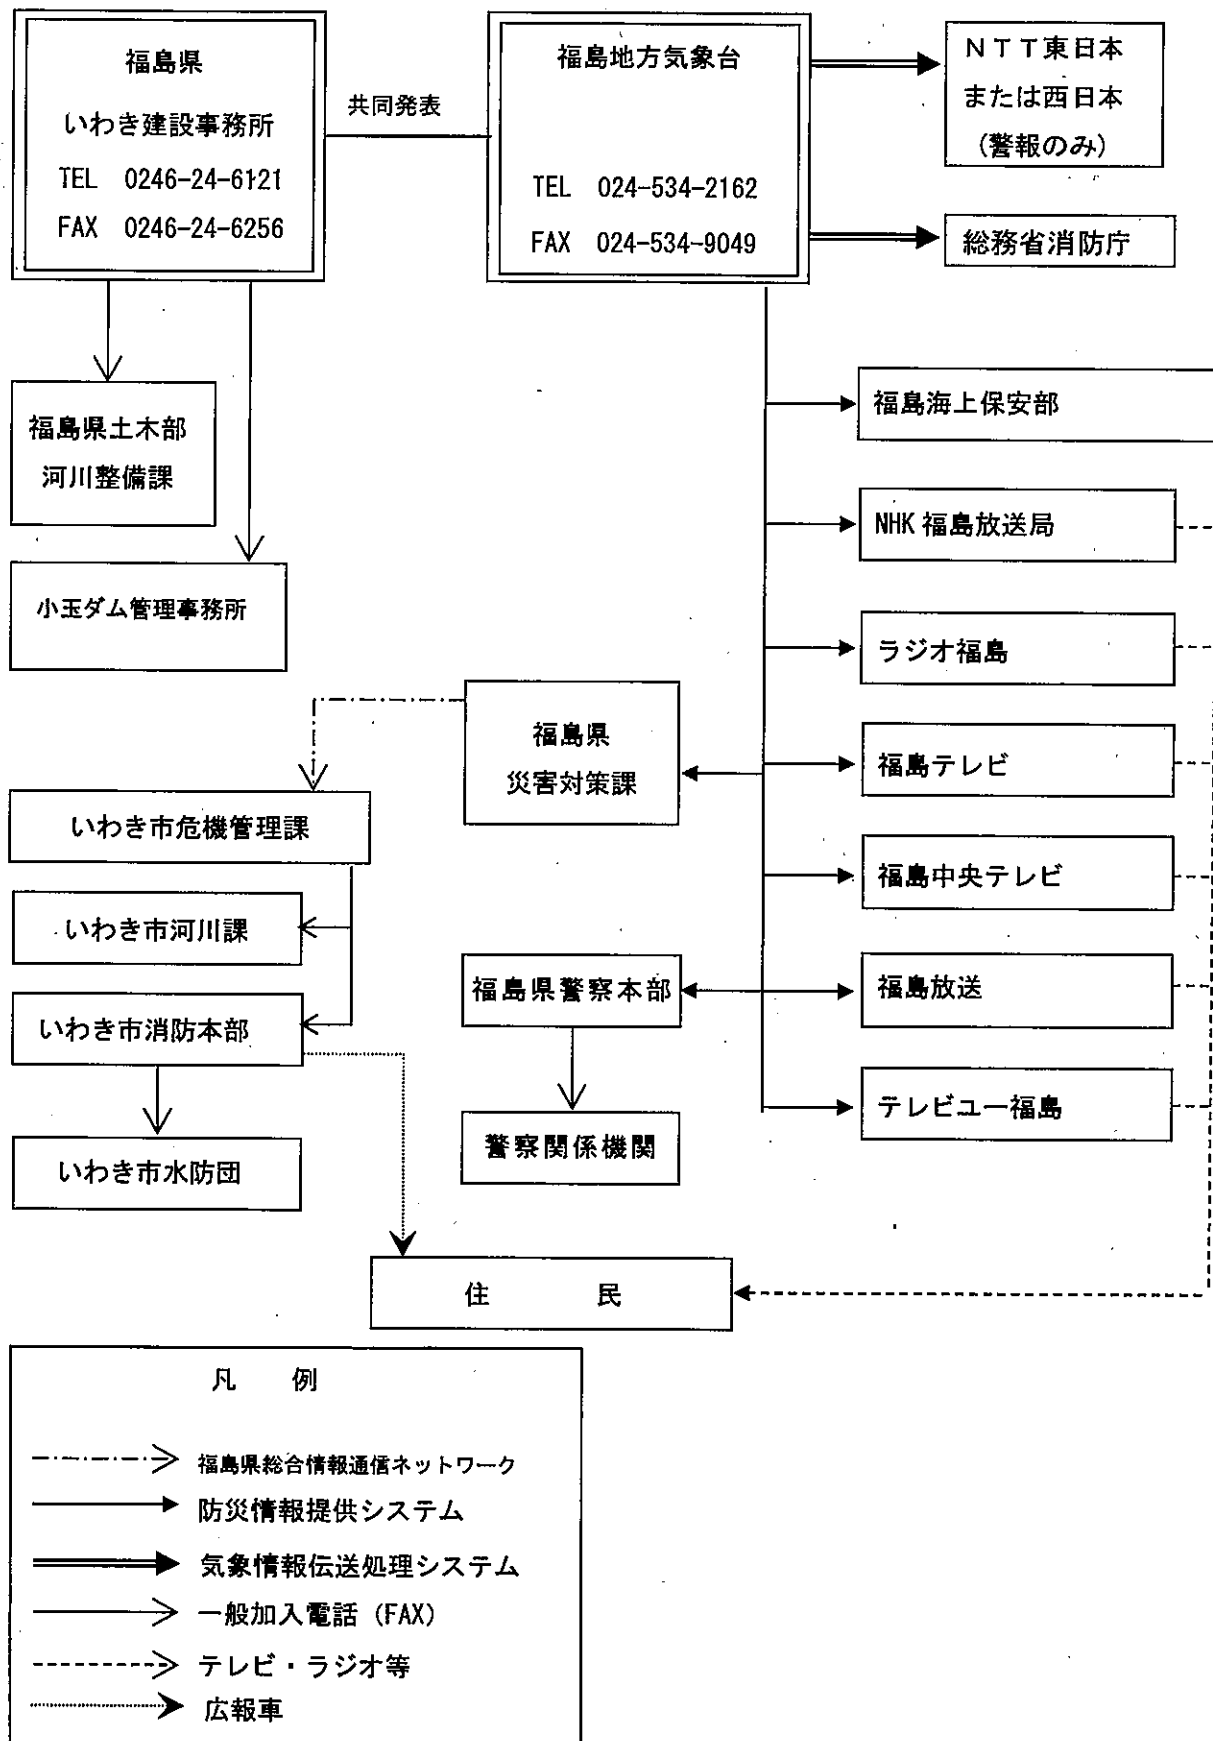 福島県
いわき建設事務所
TEL 0246-24-6121
FAX 0246-24-6256
共同発表
福島地方気象台
TEL 024-534-2162
FAX 024-534-9049
NTT東日本
または西日本
(警報のみ)
総務省消防庁
福島県土木部
河川整備課
小玉ダム管理事務所
福島海上保安部
NHK福島放送局
ラジオ福島
福島県
災害対策課
福島テレビ
いわき市危機管理課
福島中央テレビ
いわき市河川課
福島県警察本部
福島放送
いわき市消防本部
テレビユー福島
警察関係機関
いわき市水防団
住 民
凡 例
福島県総合情報通信ネットワーク
防災情報提供システム
気象情報伝送処理システム
一般加入電話(FAX)
テレビ・ラジオ等
広報車